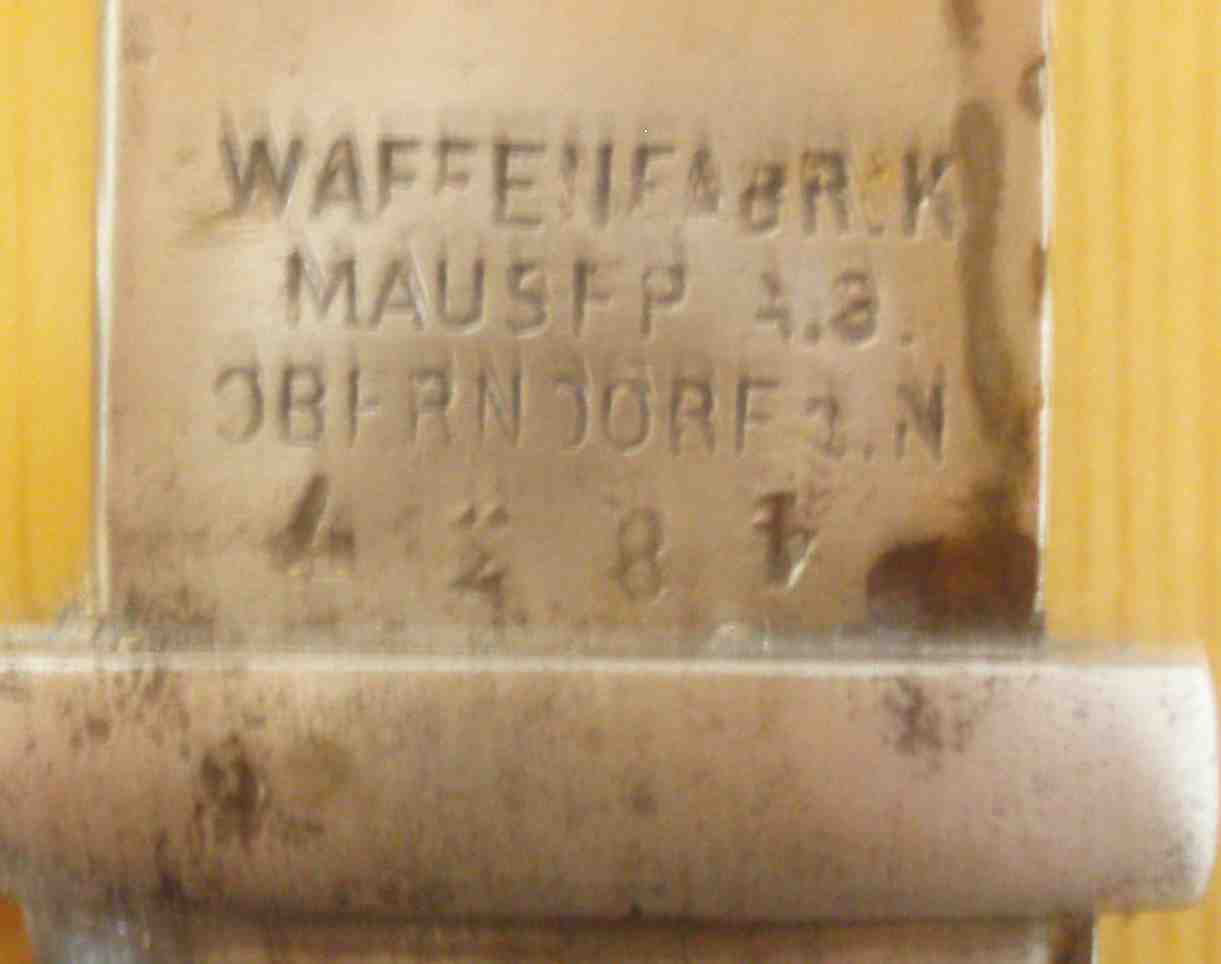 WAFFENFABRIK
MAUSER A.G.
OBERNDORF a.N